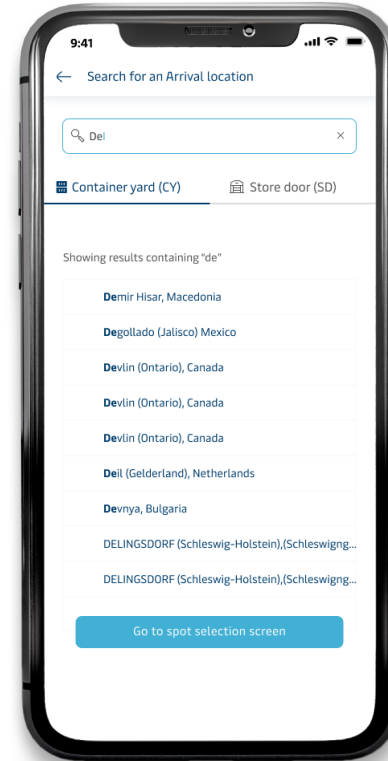 9:41
Search for an Arrival location
De
Container yard (CY)
Store door (SD)
Showing results containing "de"
Demir Hisar, Macedonia
Degollado (Jalisco) Mexico
Devlin (Ontario), Canada
Devlin (Ontario), Canada
Devlin (Ontario), Canada
Deil (Gelderland), Netherlands
Devnya, Bulgaria
DELINGSDORF (Schleswig-Holstein),(Schleswigng...
DELINGSDORF (Schleswig-Holstein),(Schleswigng...
Go to spot selection screen